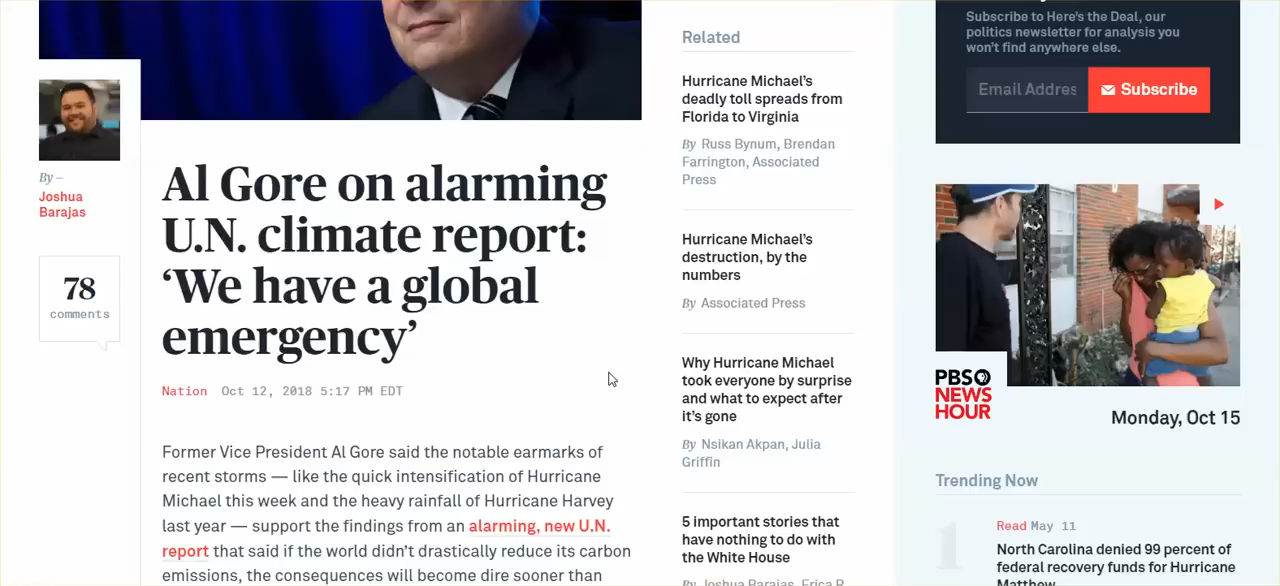 By —
Joshua
Barajas
78
comments
Al Gore on alarming
U.N. climate report:
‘We have a global
emergency’
Nation Oct 12, 2018 5:17 PM EDT
Former Vice President Al Gore said the notable earmarks of
recent storms — like the quick intensification of Hurricane
Michael this week and the heavy rainfall of Hurricane Harvey
last year — support the findings from an alarming, new U.N.
report that said if the world didn’t drastically reduce its carbon
emissions, the consequences will become dire sooner than
Related
Hurricane Michael’s
deadly toll spreads from
Florida to Virginia
By Russ Bynum, Brendan
Farrington, Associated
Press
Hurricane Michael’s
destruction, by the
numbers
By Associated Press
Why Hurricane Michael
took everyone by surprise
and what to expect after
it’s gone
By Nsikan Akpan, Julia
Griffin
5 important stories that
have nothing to do with
the White House
By Joshua Barajas, Erica R
Subscribe to Here’s the Deal, our
politics newsletter for analysis you
won’t find anywhere else.
Email Addres
Subscribe
PBS
NEWS
HOUR
Monday, Oct 15
Trending Now
1
Read May 11
North Carolina denied 99 percent of
federal recovery funds for Hurricane
Matthew